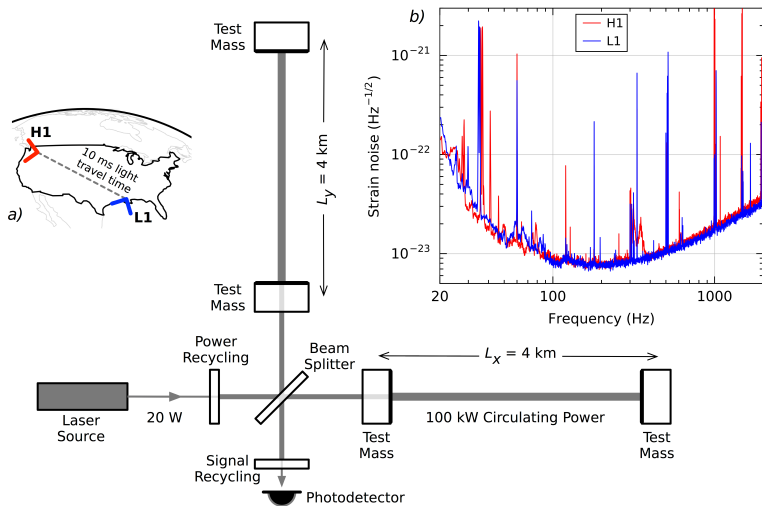 a)
H1
10 ms light
travel time
L1
Test
Mass
L_y = 4 km
Test
Mass
Power
Recycling
Beam
Splitter
Laser
Source
20 W
L_x = 4 km
100 kW Circulating Power
Test
Mass
Test
Mass
Signal
Recycling
Photodetector
b)
H1
L1
Strain noise (Hz^{-1/2})
10^{-21}
10^{-22}
10^{-23}
20
100
1000
Frequency (Hz)